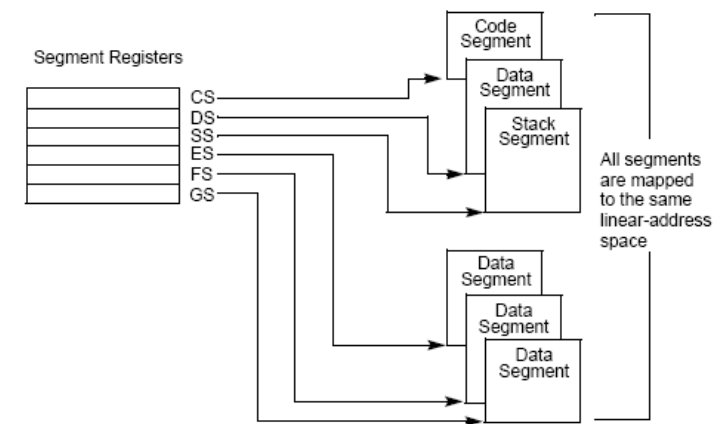 Segment Registers
CS
DS
SS
ES
FS
GS
Code
Segment
Data
Segment
Stack
Segment
Data
Segment
Data
Segment
Data
Segment
All segments
are mapped
to the same
linear-address
space